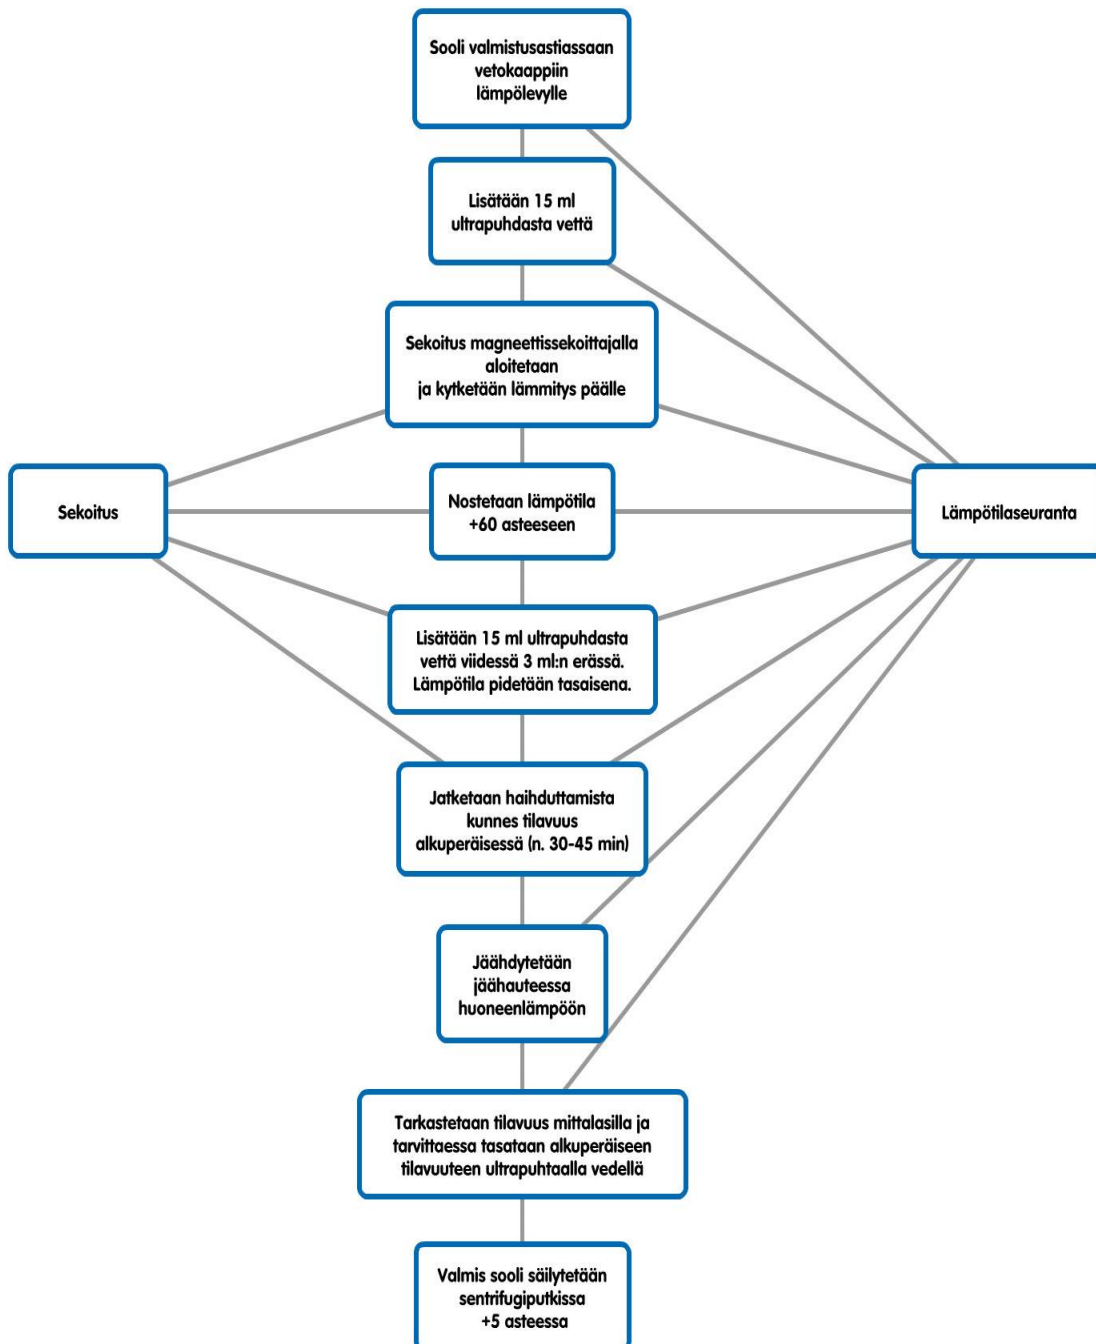 Sooli valmistusastiassaan
vetokaappiin
lämpölevylle
Lisätään 15 ml
ultrapuhdasta vettä
Sekoitus magneettissekoittajalla
aloitetaan
ja kytketään lämmitys päälle
Sekoitus
Nostetaan lämpötila
+60 asteeseen
Lämpötilaseuranta
Lisätään 15 ml ultrapuhdasta
vettä viidessä 3 ml:n erässä.
Lämpötila pidetään tasaisena.
Jatketaan haihduttamista
kunnes tilavuus
alkuperäisessä (n. 30-45 min)
Jäähdytetään
jäähauteessa
huoneenlämpöön
Tarkastetaan tilavuus mittalasilla ja
tarvittaessa tasataan alkuperäiseen
tilavuuteen ultrapuhtaalla vedellä
Valmis sooli säilytetään
sentrifugiputkissa
+5 asteessa